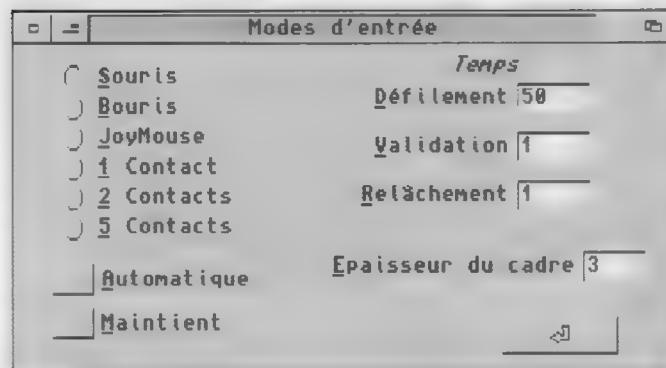 Modes d'entrée
Souris
Bouris
JoyMouse
1 Contact
2 Contacts
5 Contacts
Automatique
Maintient
Temps
Défilement 50
Validation 1
Relâchement 1
Epaisseur du cadre 3